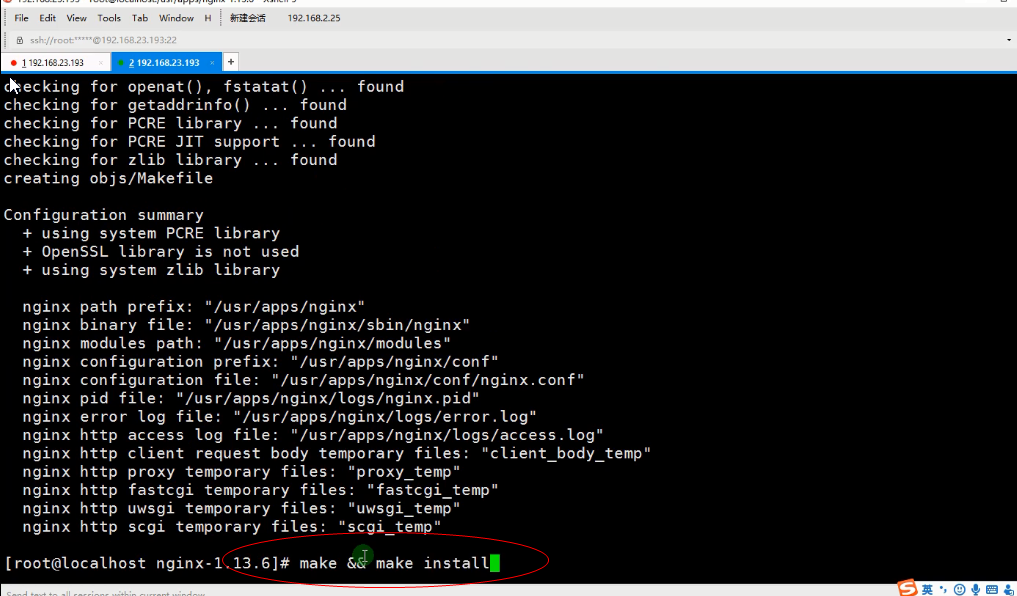 File Edit View Tools Tab Window H 新建会话 192.168.2.25
ssh://root:*****@192.168.23.193:22
1 192.168.23.193 × 2 192.168.23.193 × +
checking for openat(), fstatat() ... found
checking for getaddrinfo() ... found
checking for PCRE library ... found
checking for PCRE JIT support ... found
checking for zlib library ... found
creating objs/Makefile
Configuration summary
+ using system PCRE library
+ OpenSSL library is not used
+ using system zlib library
nginx path prefix: "/usr/apps/nginx"
nginx binary file: "/usr/apps/nginx/sbin/nginx"
nginx modules path: "/usr/apps/nginx/modules"
nginx configuration prefix: "/usr/apps/nginx/conf"
nginx configuration file: "/usr/apps/nginx/conf/nginx.conf"
nginx pid file: "/usr/apps/nginx/logs/nginx.pid"
nginx error log file: "/usr/apps/nginx/logs/error.log"
nginx http access log file: "/usr/apps/nginx/logs/access.log"
nginx http client request body temporary files: "client_body_temp"
nginx http proxy temporary files: "proxy_temp"
nginx http fastcgi temporary files: "fastcgi_temp"
nginx http uwsgi temporary files: "uwsgi_temp"
nginx http scgi temporary files: "scgi_temp"
[root@localhost nginx-1.13.6]# make && make install
Send text to all sessions within current window
S 英